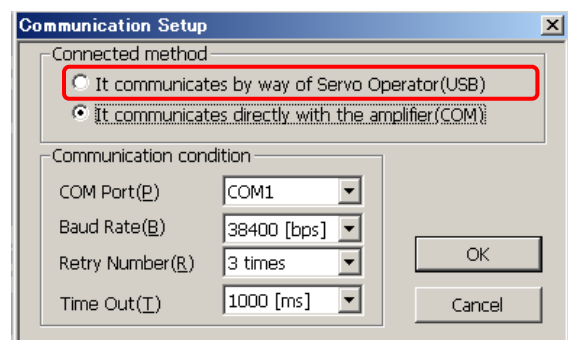 Communication Setup
Connected method
It communicates by way of Servo Operator(USB)
It communicates directly with the amplifier(COM)
Communication condition
COM Port(P) COM1
Baud Rate(B) 38400 [bps]
Retry Number(R) 3 times
OK
Time Out(T) 1000 [ms]
Cancel